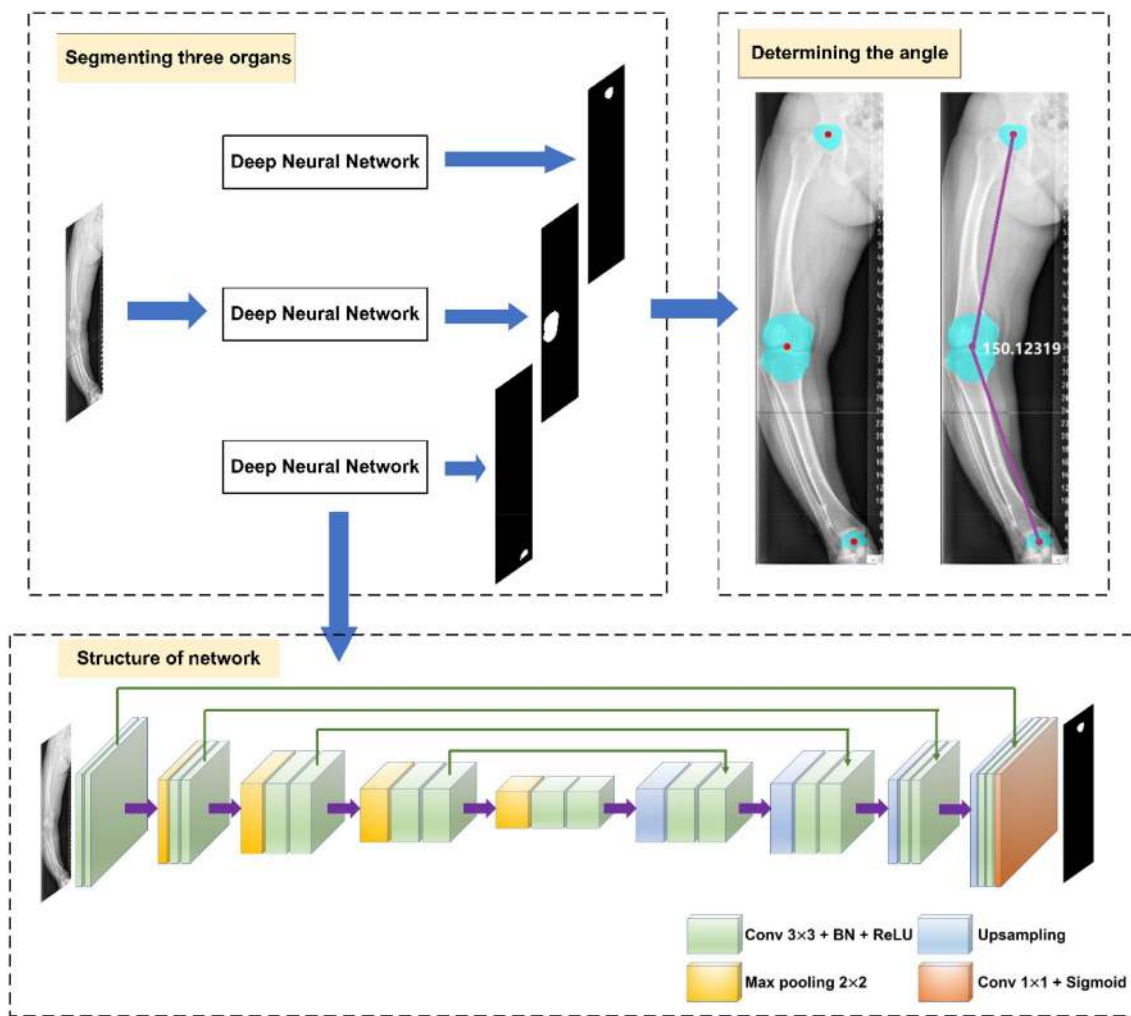 Segmenting three organs
Deep Neural Network
Deep Neural Network
Deep Neural Network
Determining the angle
150.12319
Structure of network
Conv 3×3 + BN + ReLU
Upsampling
Max pooling 2×2
Conv 1×1 + Sigmoid